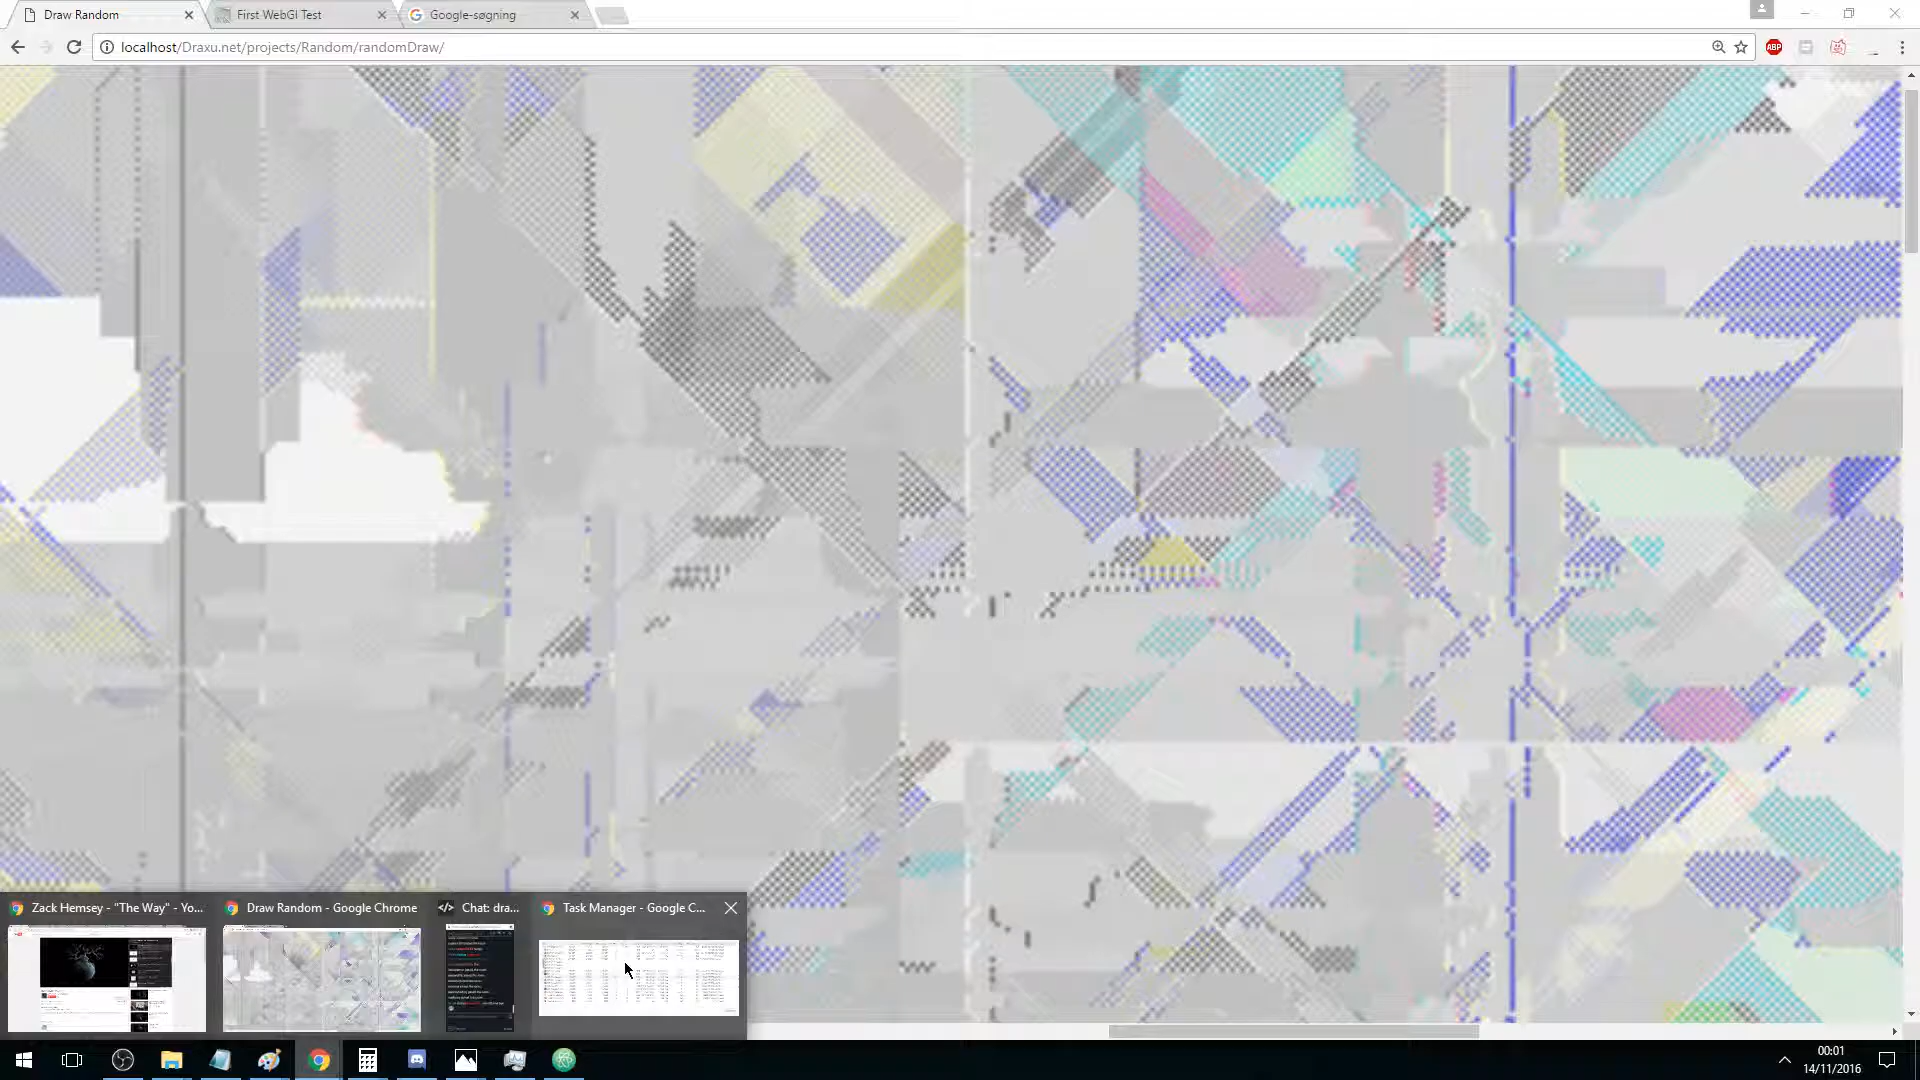 Draw Random
First WebGl Test
Google-søgning
localhost/Draxu.net/projects/Random/randomDraw/
ABP
Zack Hemsey - "The Way" - Yo...
Draw Random - Google Chrome
Chat: dra...
Task Manager - Google C...
00:01
14/11/2016